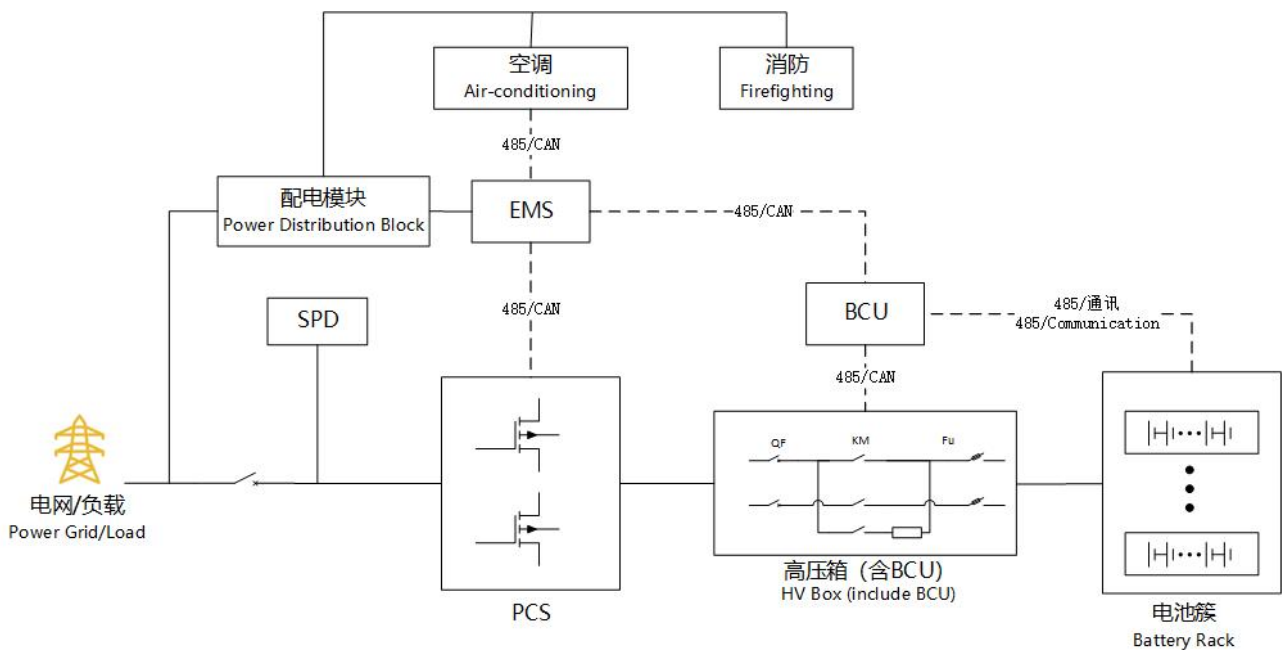 空调
Air-conditioning
消防
Firefighting
485/CAN
配电模块
Power Distribution Block
EMS
485/CAN
SPD
485/CAN
BCU
485/通讯
485/Communication
485/CAN
QF
KM
Fu
电网/负载
Power Grid/Load
PCS
高压箱（含BCU）
HV Box (include BCU)
电池簇
Battery Rack